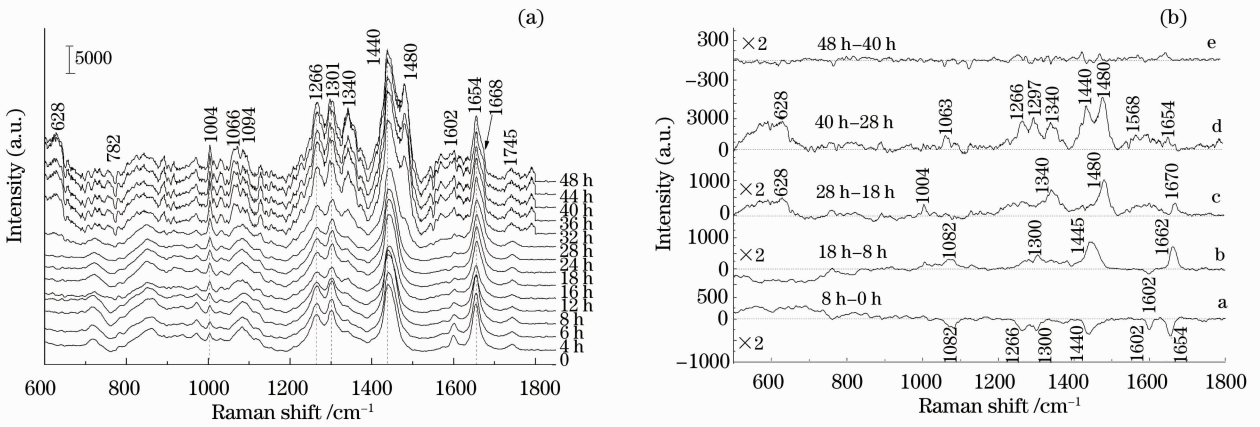 (a)
5000
628
782
1004
1066
1094
1266
1301
1340
1440
1480
1602
1654
1668
1745
48 h
44 h
40 h
36 h
32 h
28 h
24 h
18 h
16 h
12 h
8 h
6 h
4 h
0
Intensity (a.u.)
600 800 1000 1200 1400 1600 1800
Raman shift /cm⁻¹
(b)
300
-300
×2
48 h-40 h
e
3000
0
628
40 h-28 h
1063
1266
1297
1340
1440
1480
1568
1654
d
1000
0
×2
628
28 h-18 h
1004
1340
1480
1670
c
1000
0
×2
18 h-8 h
1082
1300
1445
1662
b
500
0
-1000
×2
8 h-0 h
1082
1266
1300
1440
1602
1602
1654
a
Intensity (a.u.)
600 800 1000 1200 1400 1600 1800
Raman shift /cm⁻¹